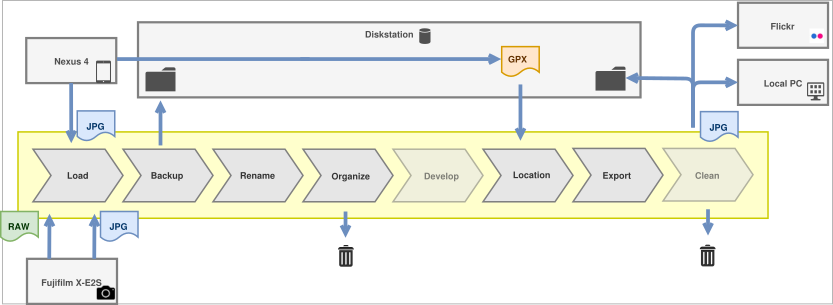 Diskstation
Flickr
Nexus 4
GPX
Local PC
JPG
JPG
Load
Backup
Rename
Organize
Develop
Location
Export
Clean
RAW
JPG
Fujifilm X-E2S